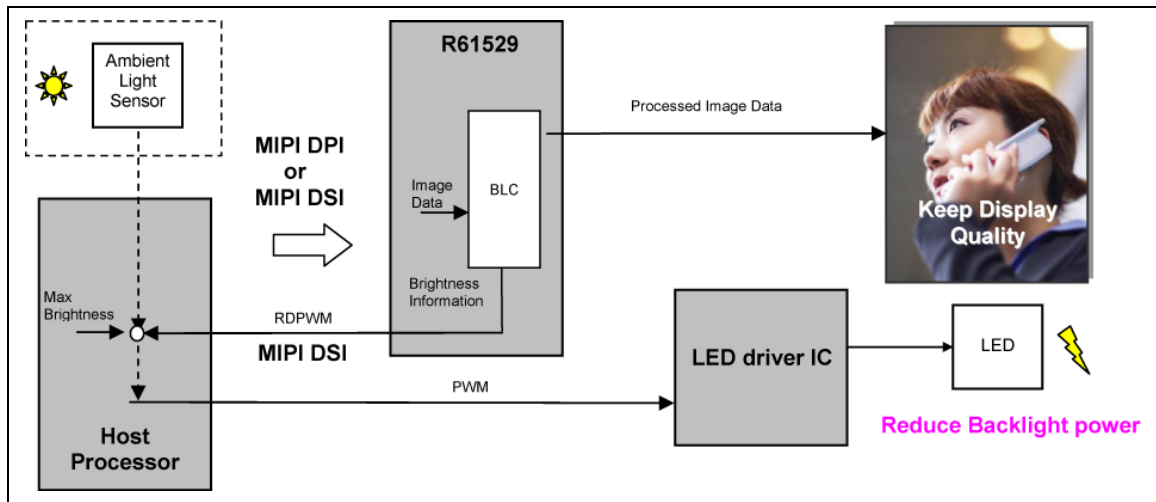 Ambient
Light
Sensor
R61529
Processed Image Data
MIPI DPI
or
MIPI DSI
Image
Data
BLC
Keep Display
Quality
Max
Brightness
Brightness
Information
RDPWM
MIPI DSI
LED driver IC
LED
PWM
Reduce Backlight power
Host
Processor